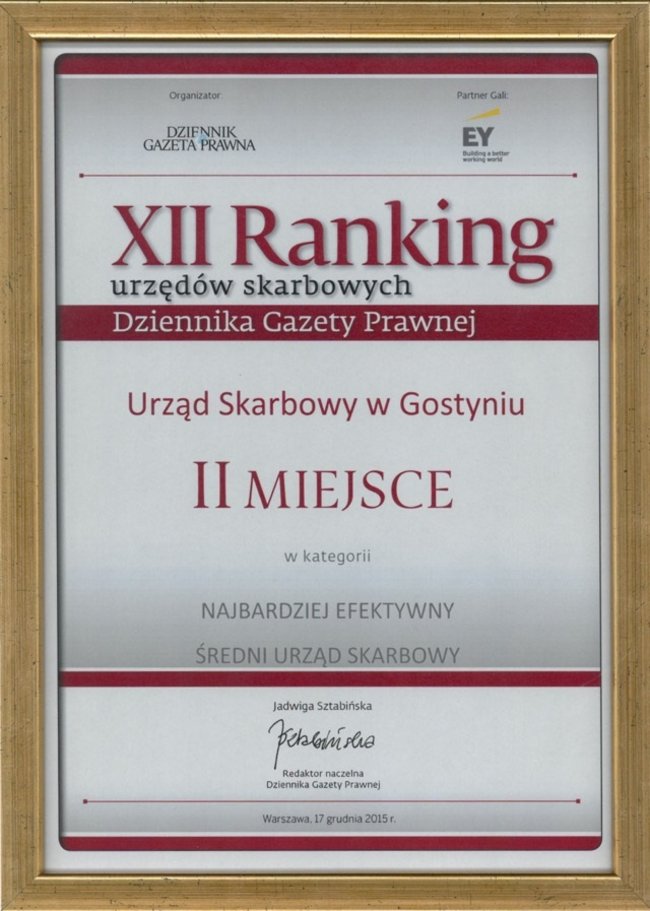 Organizator:
Partner Gali:
DZIENNIK
GAZETA PRAWNA
EY
Building a better
working world
XII Ranking
urzędów skarbowych
Dziennika Gazety Prawnej
Urząd Skarbowy w Gostyniu
II MIEJSCE
w kategorii
NAJBARDZIEJ EFEKTYWNY
ŚREDNI URZĄD SKARBOWY
Jadwiga Sztabińska
JSztabińska
Redaktor naczelna
Dziennika Gazety Prawnej
Warszawa, 17 grudnia 2015 r.